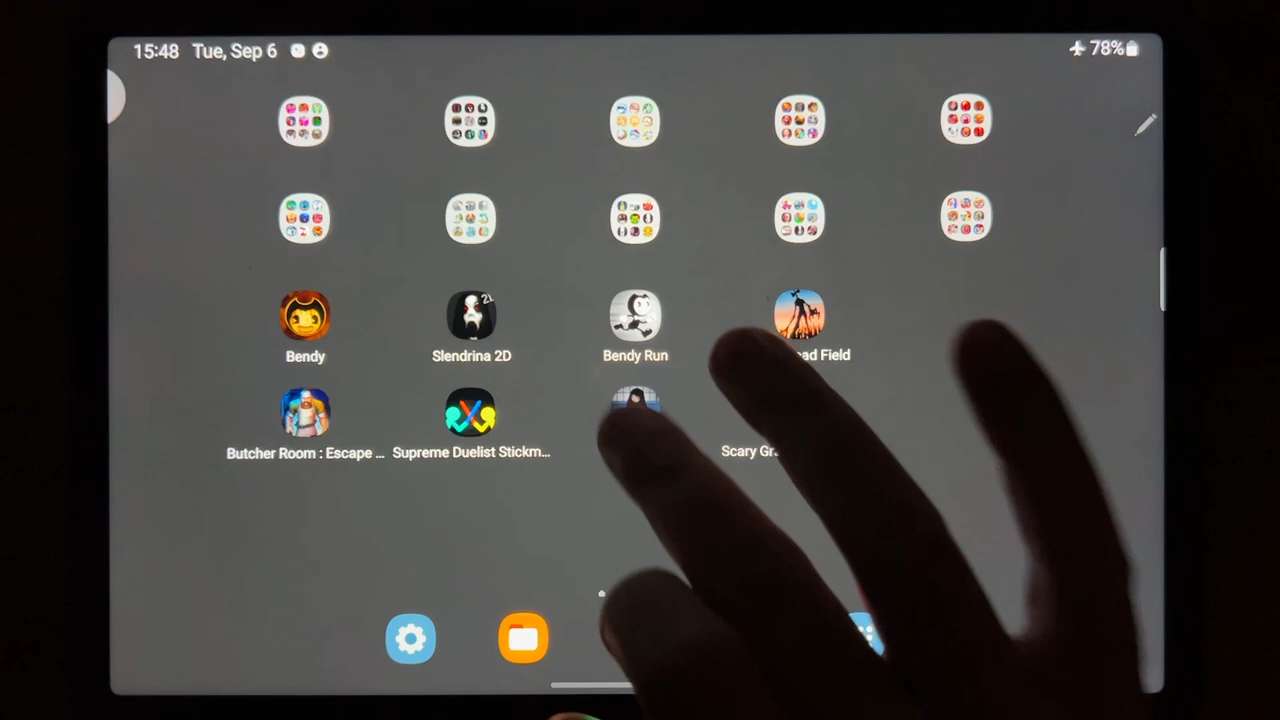 15:48 Tue, Sep 6
78%
Bendy
Slendrina 2D
21
Bendy Run
ad Field
Butcher Room : Escape ...
Supreme Duelist Stickm...
Scary